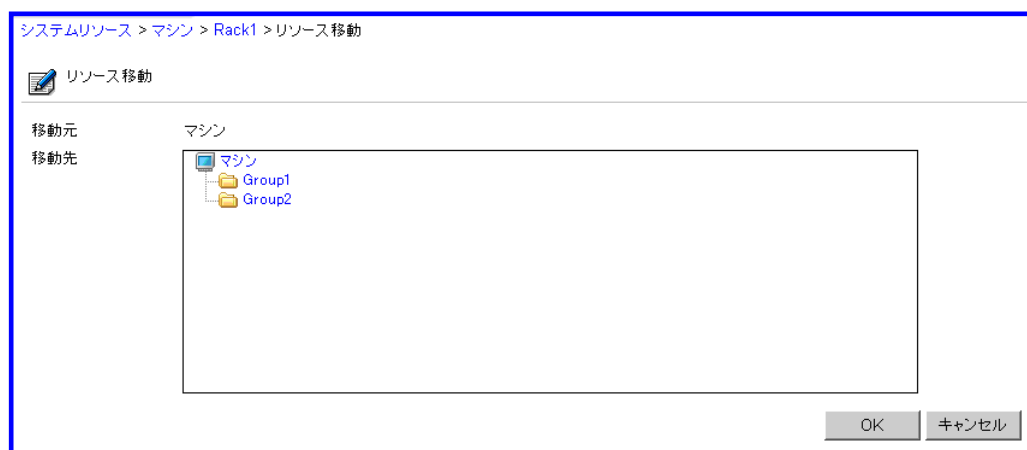 システムリソース > マシン > Rack1 > リソース移動
リソース移動
移動元 マシン
移動先
マシン
Group1
Group2
OK キャンセル